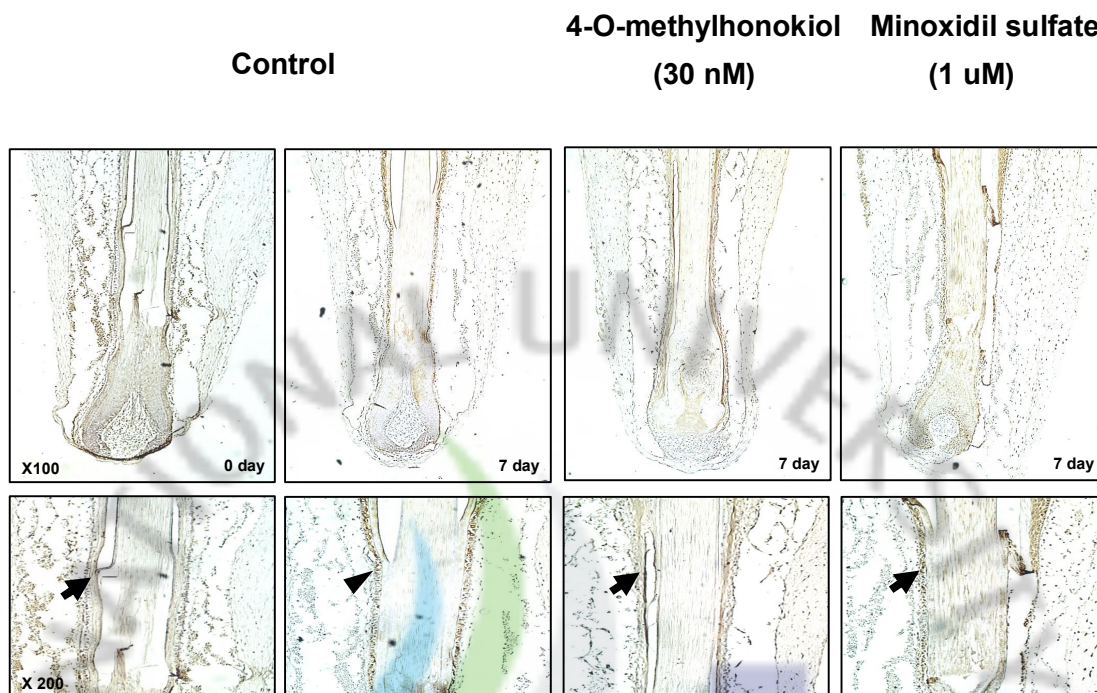 4-O-methylhonokiol Minoxidil sulfate
Control
(30 nM) (1 uM)
X100 0 day 7 day 7 day 7 day
X 200
UNIVERS